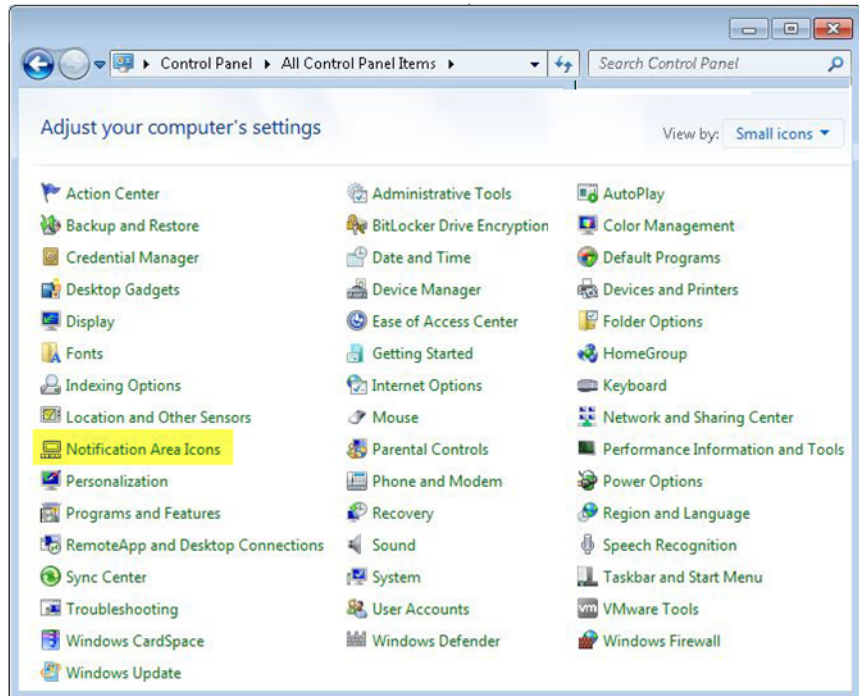 Control Panel All Control Panel Items Search Control Panel
Adjust your computer's settings
View by: Small icons
Action Center Administrative Tools AutoPlay
Backup and Restore BitLocker Drive Encryption Color Management
Credential Manager Date and Time Default Programs
Desktop Gadgets Device Manager Devices and Printers
Display Ease of Access Center Folder Options
Fonts Getting Started HomeGroup
Indexing Options Internet Options Keyboard
Location and Other Sensors Mouse Network and Sharing Center
Notification Area Icons Parental Controls Performance Information and Tools
Personalization Phone and Modem Power Options
Programs and Features Recovery Region and Language
RemoteApp and Desktop Connections Sound Speech Recognition
Sync Center System Taskbar and Start Menu
Troubleshooting User Accounts vm VMware Tools
Windows CardSpace Windows Defender Windows Firewall
Windows Update